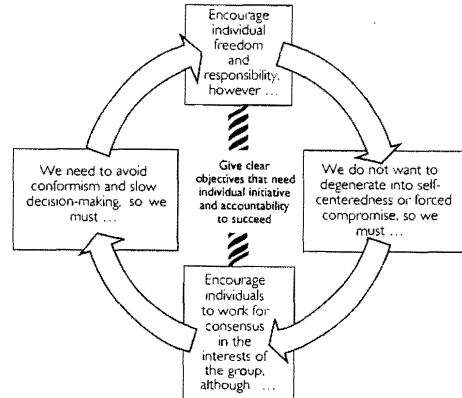 Encourage
individual
freedom
and
responsibility,
however ...
We do not want to
degenerate into self-
centeredness or forced
compromise, so we
must ...
Encourage
individuals
to work for
consensus
in the
interests of
the group,
although ...
We need to avoid
conformism and slow
decision-making, so we
must ...
Give clear
objectives that need
individual initiative
and accountability
to succeed